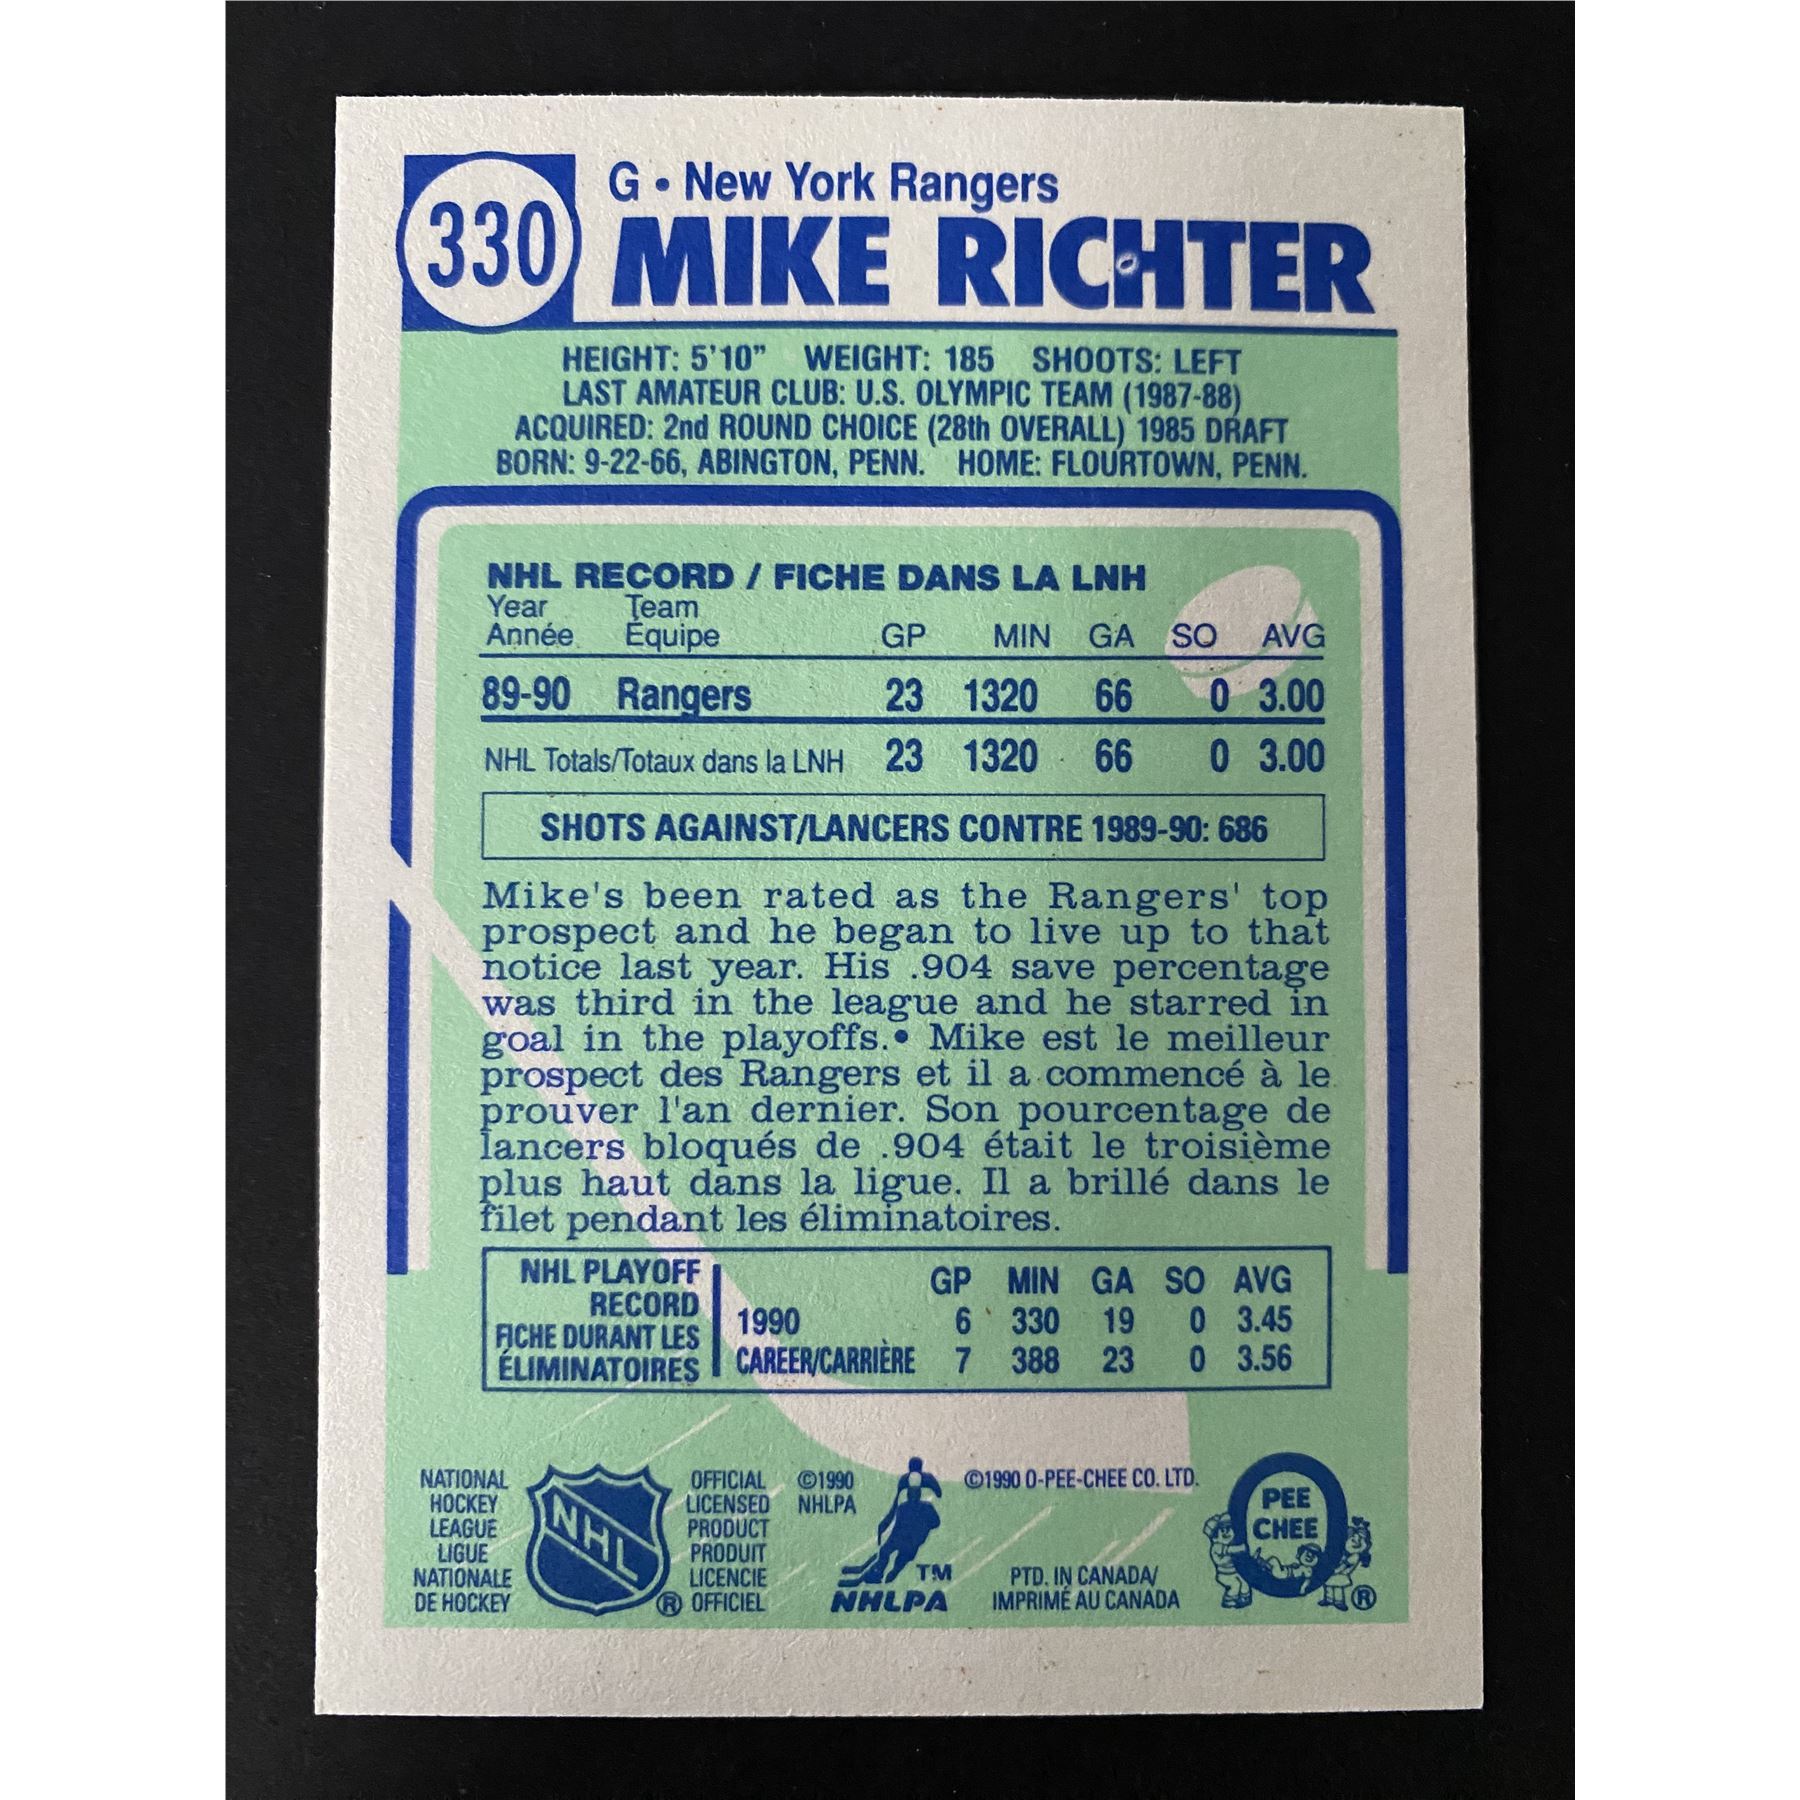 330
G • New York Rangers
MIKE RICHTER
HEIGHT: 5'10" WEIGHT: 185 SHOOTS: LEFT
LAST AMATEUR CLUB: U.S. OLYMPIC TEAM (1987-88)
ACQUIRED: 2nd ROUND CHOICE (28th OVERALL) 1985 DRAFT
BORN: 9-22-66, ABINGTON, PENN. HOME: FLOURTOWN, PENN.
NHL RECORD / FICHE DANS LA LNH
Year Team
Année Équipe GP MIN GA SO AVG
89-90 Rangers 23 1320 66 0 3.00
NHL Totals/Totaux dans la LNH 23 1320 66 0 3.00
SHOTS AGAINST/LANCERS CONTRE 1989-90: 686
Mike's been rated as the Rangers' top
prospect and he began to live up to that
notice last year. His .904 save percentage
was third in the league and he starred in
goal in the playoffs.• Mike est le meilleur
prospect des Rangers et il a commencé à le
prouver l'an dernier. Son pourcentage de
lancers bloqués de .904 était le troisième
plus haut dans la ligue. Il a brillé dans le
filet pendant les éliminatoires.
NHL PLAYOFF
RECORD
FICHE DURANT LES
ÉLIMINATOIRES
GP MIN GA SO AVG
1990 6 330 19 0 3.45
CAREER/CARRIÈRE 7 388 23 0 3.56
NATIONAL
HOCKEY
LEAGUE
LIGUE
NATIONALE
DE HOCKEY
NHL
®
OFFICIAL
LICENSED
PRODUCT
PRODUIT
LICENCIE
OFFICIEL
©1990
NHLPA
TM
NHLPA
©1990 O-PEE-CHEE CO. LTD.
PTD. IN CANADA/
IMPRIMÉ AU CANADA
O
PEE
CHEE
®